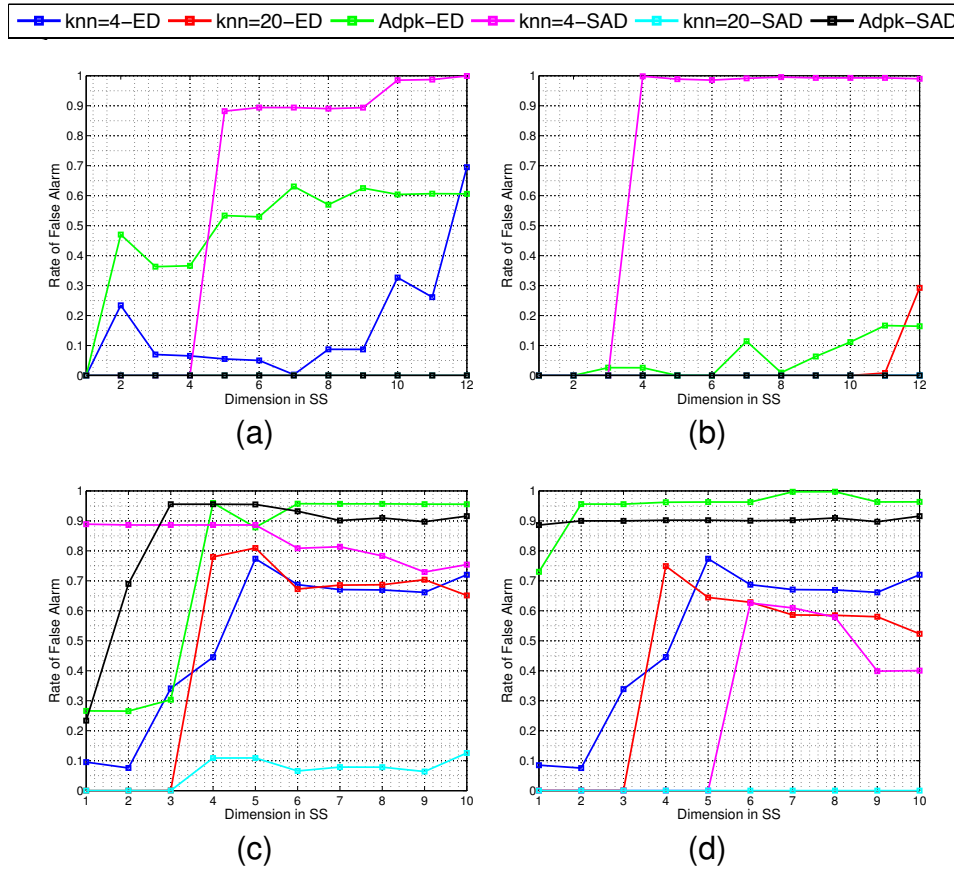 knn=4-ED knn=20-ED Adpk-ED knn=4-SAD knn=20-SAD Adpk-SAD
1
0.9
0.8
0.7
0.6
0.5
0.4
0.3
0.2
0.1
0
Rate of False Alarm
2 4 6 8 10 12
Dimension in SS
(a)
1
0.9
0.8
0.7
0.6
0.5
0.4
0.3
0.2
0.1
0
Rate of False Alarm
2 4 6 8 10 12
Dimension in SS
(b)
1
0.9
0.8
0.7
0.6
0.5
0.4
0.3
0.2
0.1
0
Rate of False Alarm
1 2 3 4 5 6 7 8 9 10
Dimension in SS
(c)
1
0.9
0.8
0.7
0.6
0.5
0.4
0.3
0.2
0.1
0
Rate of False Alarm
1 2 3 4 5 6 7 8 9 10
Dimension in SS
(d)